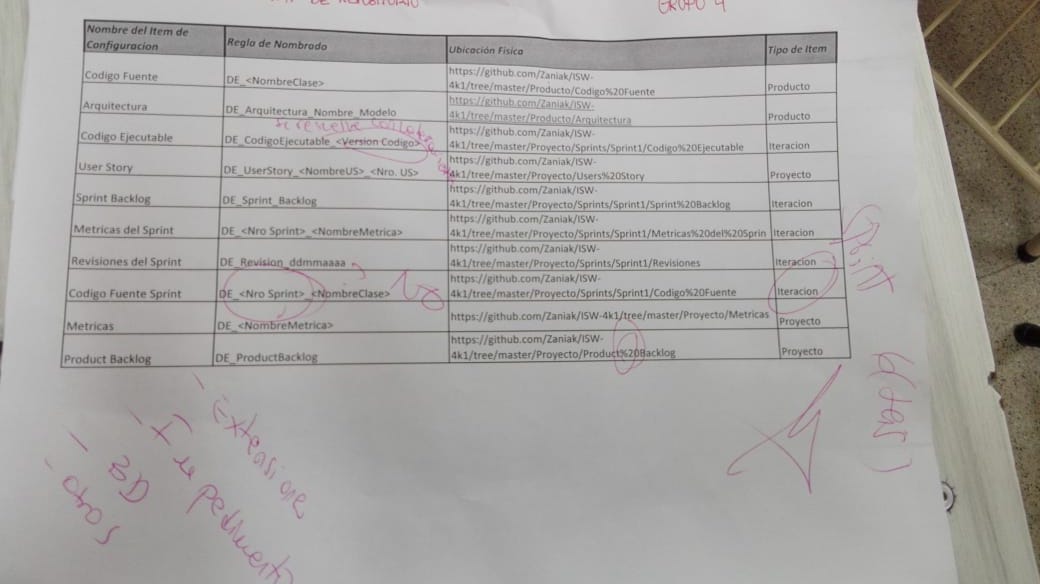 DE REPOSITORIO
GRUPO 4
Nombre del Item de Configuracion Regla de Nombrado Ubicación Física Tipo de Item
Codigo Fuente DE_<NombreClase> https://github.com/Zaniak/ISW-
4k1/tree/master/Producto/Codigo%20Fuente Producto
Arquitectura DE_Arquitectura_Nombre_Modelo https://github.com/Zaniak/ISW-
4k1/tree/master/Producto/Arquitectura Producto
se resuelve con
Codigo Ejecutable DE_CodigoEjecutable_<Version Codigo> https://github.com/Zaniak/ISW-
4k1/tree/master/Proyecto/Sprints/Sprint1/Codigo%20Ejecutable Iteracion
User Story DE_UserStory_<NombreUS>_<Nro. US> https://github.com/Zaniak/ISW-
4k1/tree/master/Proyecto/Users%20Story Proyecto
Sprint Backlog DE_Sprint_Backlog https://github.com/Zaniak/ISW-
4k1/tree/master/Proyecto/Sprints/Sprint1/Sprint%20Backlog Iteracion
Metricas del Sprint DE_<Nro Sprint>_<NombreMetrica> https://github.com/Zaniak/ISW-
4k1/tree/master/Proyecto/Sprints/Sprint1/Metricas%20del%20Sprin Iteracion
Revisiones del Sprint DE_Revision_ddmmaaaa https://github.com/Zaniak/ISW-
4k1/tree/master/Proyecto/Sprints/Sprint1/Revisiones Iteracion
Codigo Fuente Sprint DE_<Nro Sprint>_<NombreClase> NO https://github.com/Zaniak/ISW-
4k1/tree/master/Proyecto/Sprints/Sprint1/Codigo%20Fuente Iteracion
Sprint
Metricas DE_<NombreMetrica> https://github.com/Zaniak/ISW-4k1/tree/master/Proyecto/Metricas Proyecto
Product Backlog DE_ProductBacklog https://github.com/Zaniak/ISW-
4k1/tree/master/Proyecto/Product%20Backlog Proyecto
- Extensiones
- Impedimento
- BD